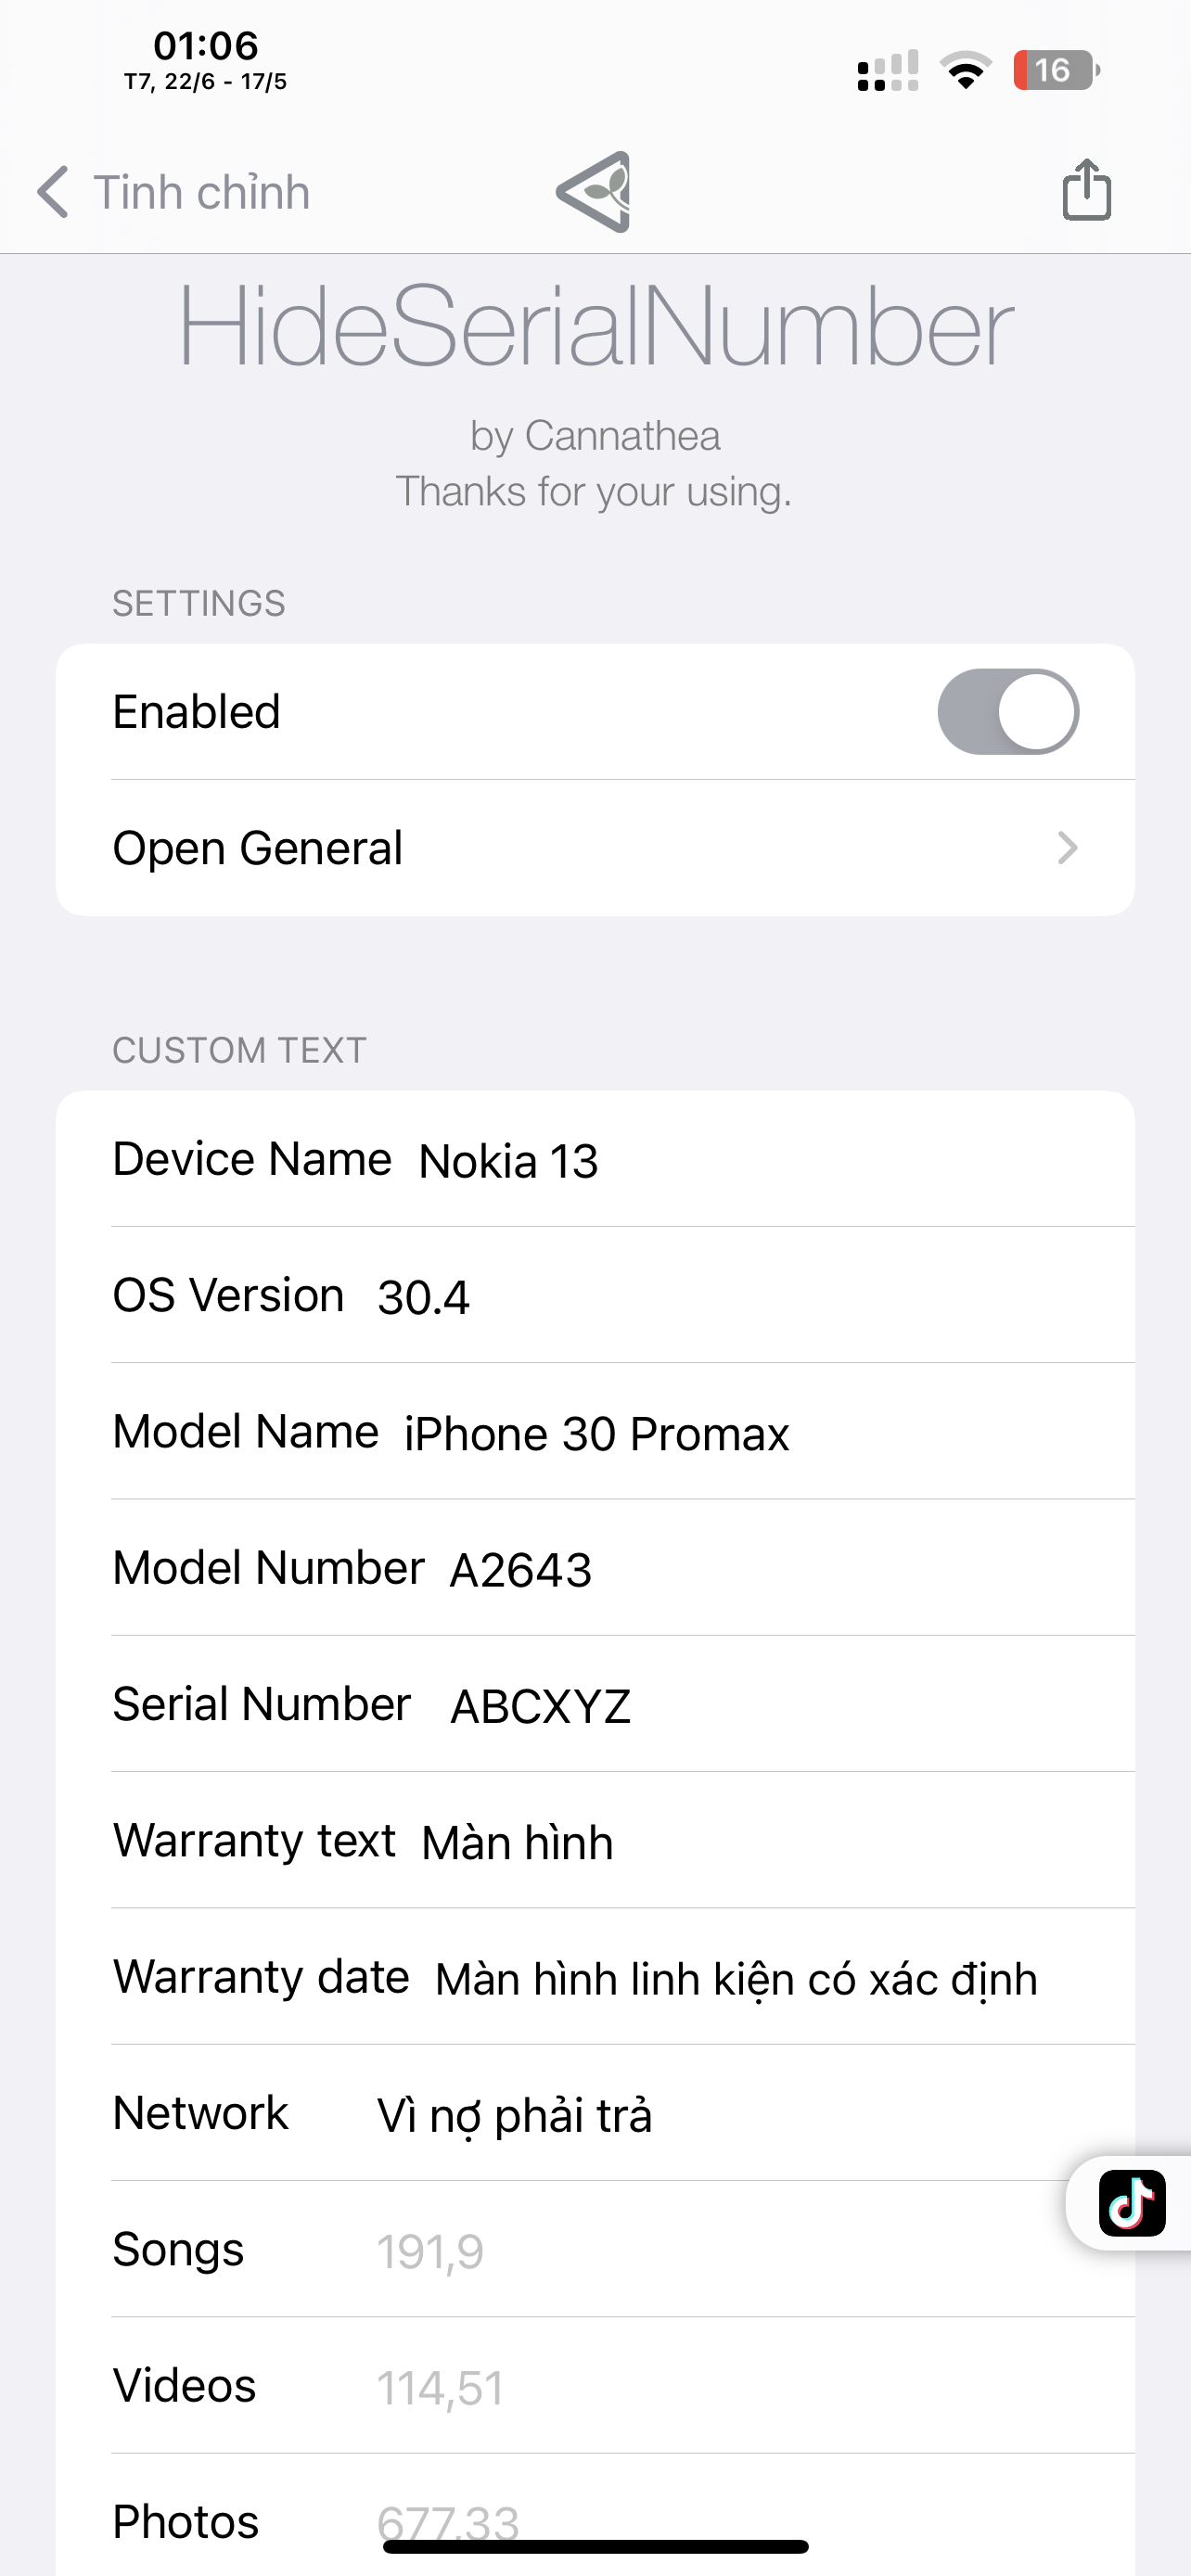 01:06
T7, 22/6 - 17/5
16
Tinh chỉnh
HideSerialNumber
by Cannathea
Thanks for your using.
SETTINGS
Enabled
Open General
CUSTOM TEXT
Device Name Nokia 13
OS Version 30.4
Model Name iPhone 30 Promax
Model Number A2643
Serial Number ABCXYZ
Warranty text Màn hình
Warranty date Màn hình linh kiện có xác định
Network Vì nợ phải trả
Songs 191,9
Videos 114,51
Photos 677,33